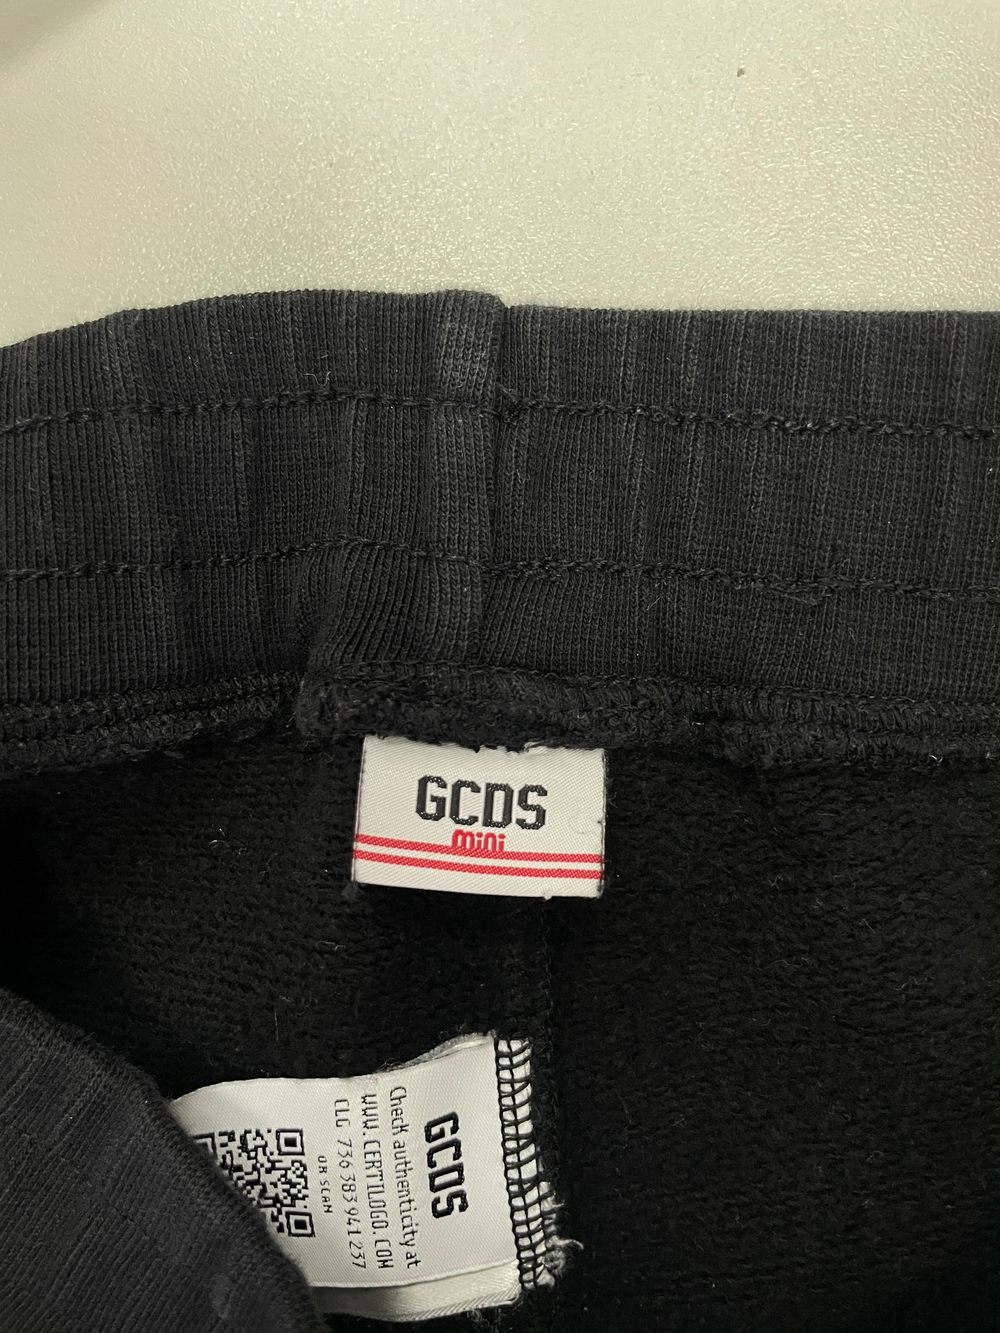 GCDS
mini
GCDS
Check authenticity at
WWW.CERTILOGO.COM
CLG 736 383 941 237
OR SCAN